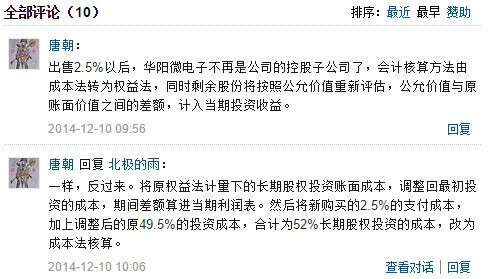 全部评论（10）
排序：最近 最早 赞助
唐朝：
出售2.5%以后，华阳微电子不再是公司的控股子公司了，会计核算方法由
成本法转为权益法，同时剩余股份将按照公允价值重新评估，公允价值与原
账面价值之间的差额，计入当期投资收益。
2014-12-10 09:56
回复
唐朝 回复 北极的雨：
一样，反过来。将原权益法计量下的长期股权投资账面成本，调整回最初投
资的成本，期间差额算进当期利润表。然后将新购买的2.5%的支付成本，
加上调整后的原49.5%的投资成本，合计为52%长期股权投资的成本，改为
成本法核算。
2014-12-10 10:06
查看对话 | 回复